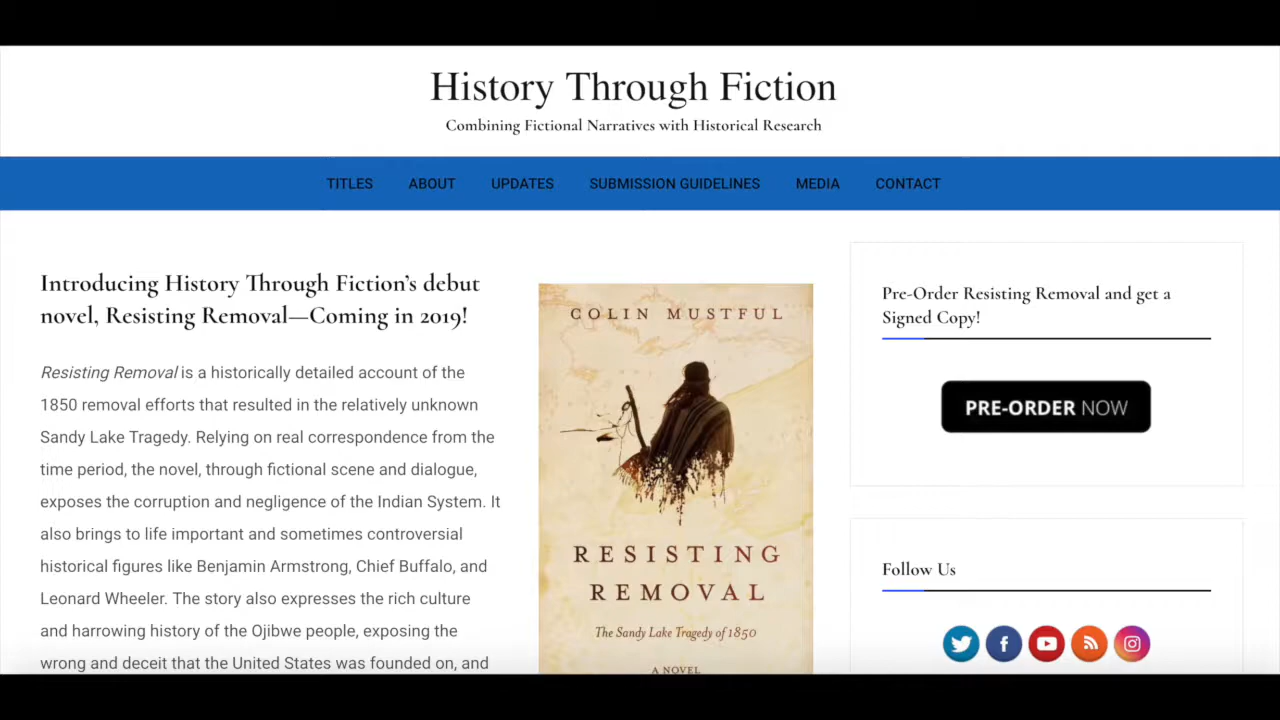 History Through Fiction
Combining Fictional Narratives with Historical Research
TITLES ABOUT UPDATES SUBMISSION GUIDELINES MEDIA CONTACT
Introducing History Through Fiction's debut
novel, Resisting Removal—Coming in 2019!
Resisting Removal is a historically detailed account of the
1850 removal efforts that resulted in the relatively unknown
Sandy Lake Tragedy. Relying on real correspondence from the
time period, the novel, through fictional scene and dialogue,
exposes the corruption and negligence of the Indian System. It
also brings to life important and sometimes controversial
historical figures like Benjamin Armstrong, Chief Buffalo, and
Leonard Wheeler. The story also expresses the rich culture
and harrowing history of the Ojibwe people, exposing the
wrong and deceit that the United States was founded on, and
COLIN MUSTFUL
RESISTING
REMOVAL
The Sandy Lake Tragedy of 1850
A NOVEL
Pre-Order Resisting Removal and get a
Signed Copy!
PRE-ORDER NOW
Follow Us